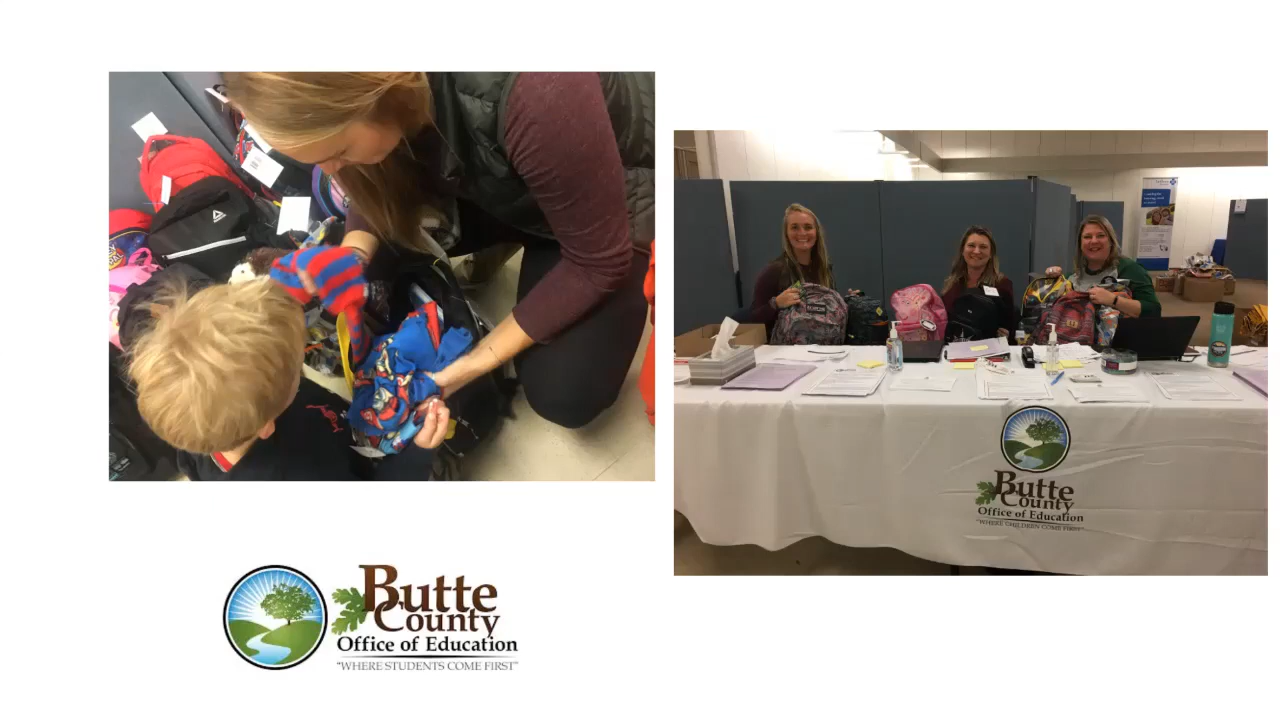 Butte
County
Office of Education
"WHERE CHILDREN COME FIRST"
Butte
County
Office of Education
"WHERE STUDENTS COME FIRST"